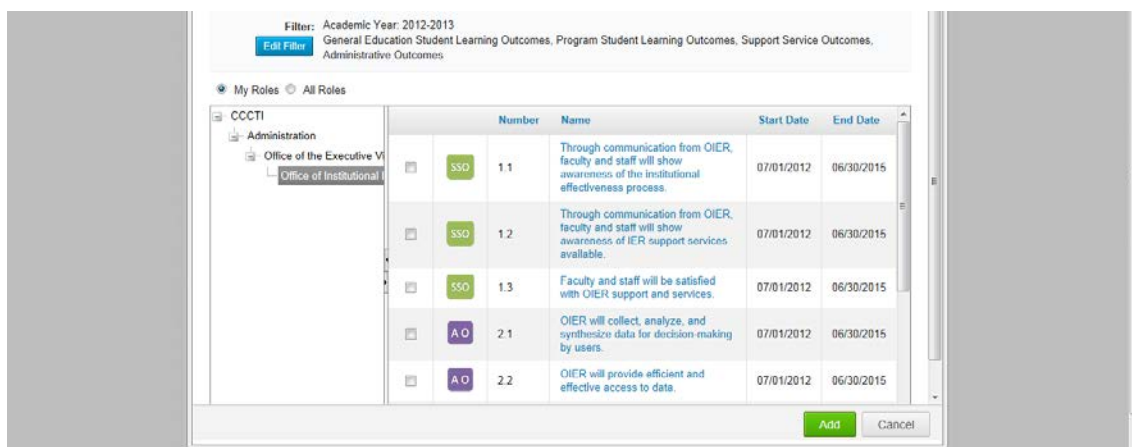 Filter: Academic Year: 2012-2013
Edit Filter General Education Student Learning Outcomes, Program Student Learning Outcomes, Support Service Outcomes,
Administrative Outcomes
My Roles All Roles
CCCTI
Administration
Office of the Executive Vi
Office of Institutional
Number Name Start Date End Date
Through communication from OIER,
faculty and staff will show
awareness of the institutional
effectiveness process.
SSO 1.1 07/01/2012 06/30/2015
Through communication from OIER,
faculty and staff will show
awareness of IER support services
available.
SSO 1.2 07/01/2012 06/30/2015
Faculty and staff will be satisfied
with OIER support and services.
SSO 1.3 07/01/2012 06/30/2015
OIER will collect, analyze, and
synthesize data for decision-making
by users.
AO 2.1 07/01/2012 06/30/2015
OIER will provide efficient and
effective access to data.
AO 2.2 07/01/2012 06/30/2015
Add Cancel